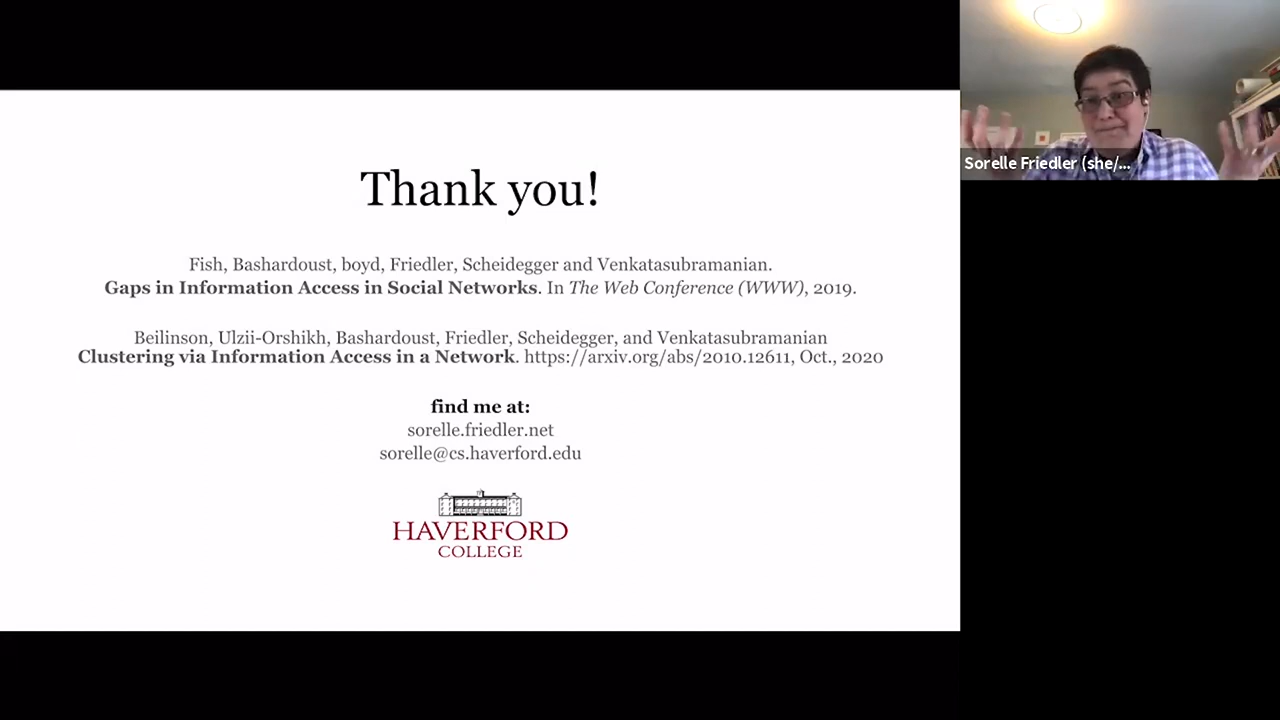 Thank you!
Fish, Bashardoust, boyd, Friedler, Scheidegger and Venkatasubramanian.
Gaps in Information Access in Social Networks. In The Web Conference (WWW), 2019.
Beilinson, Ulzii-Orshikh, Bashardoust, Friedler, Scheidegger, and Venkatasubramanian
Clustering via Information Access in a Network. https://arxiv.org/abs/2010.12611, Oct., 2020
find me at:
sorelle.friedler.net
sorelle@cs.haverford.edu
HAVERFORD
COLLEGE
Sorelle Friedler (she/...